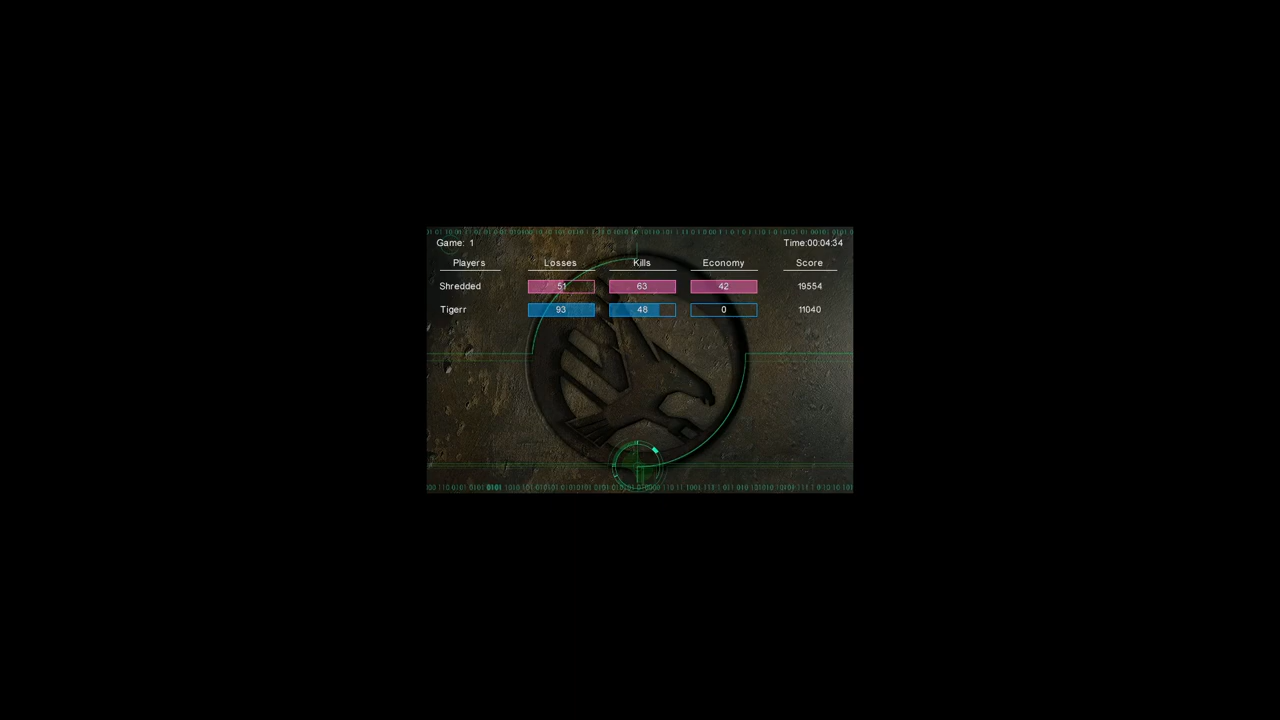 Game: 1 Time:00:04:34
Players Losses Kills Economy Score
Shredded 51 63 42 19554
Tigerr 93 48 0 11040